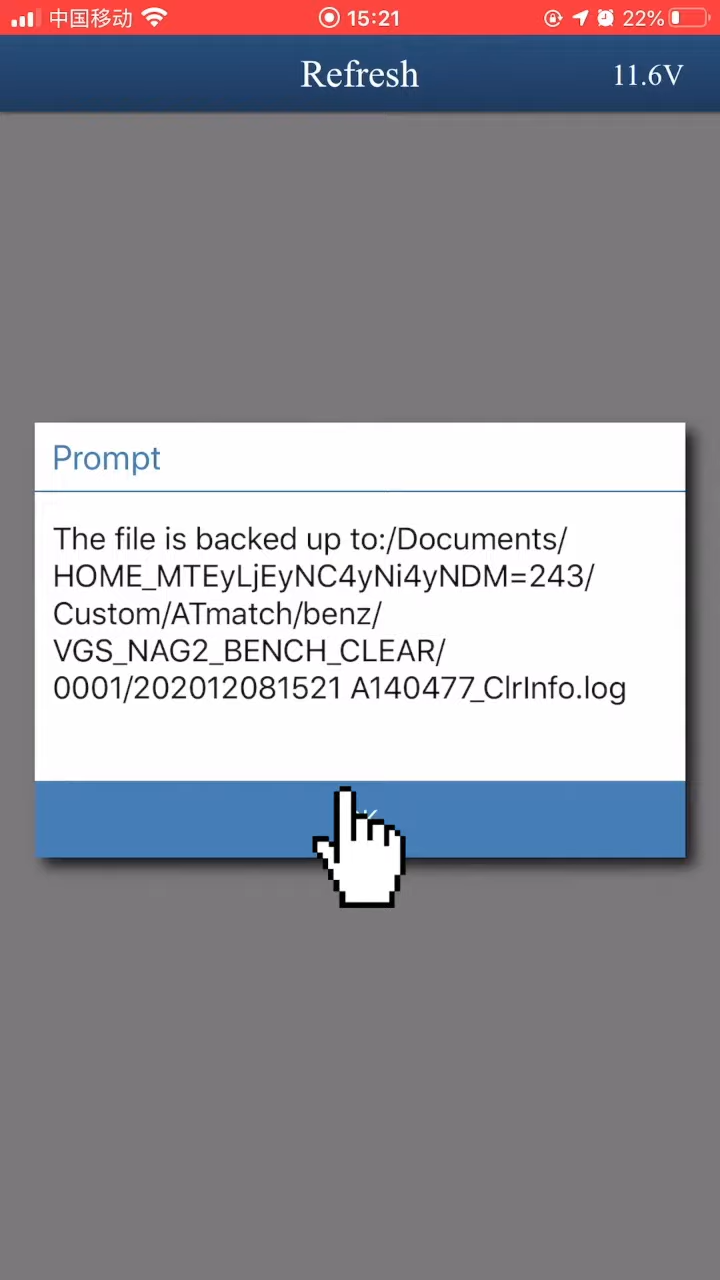 中国移动 15:21 22%
Refresh 11.6V
Prompt
The file is backed up to:/Documents/
HOME_MTEyLjEyNC4yNi4yNDM=243/
Custom/ATmatch/benz/
VGS_NAG2_BENCH_CLEAR/
0001/202012081521 A140477_ClrInfo.log